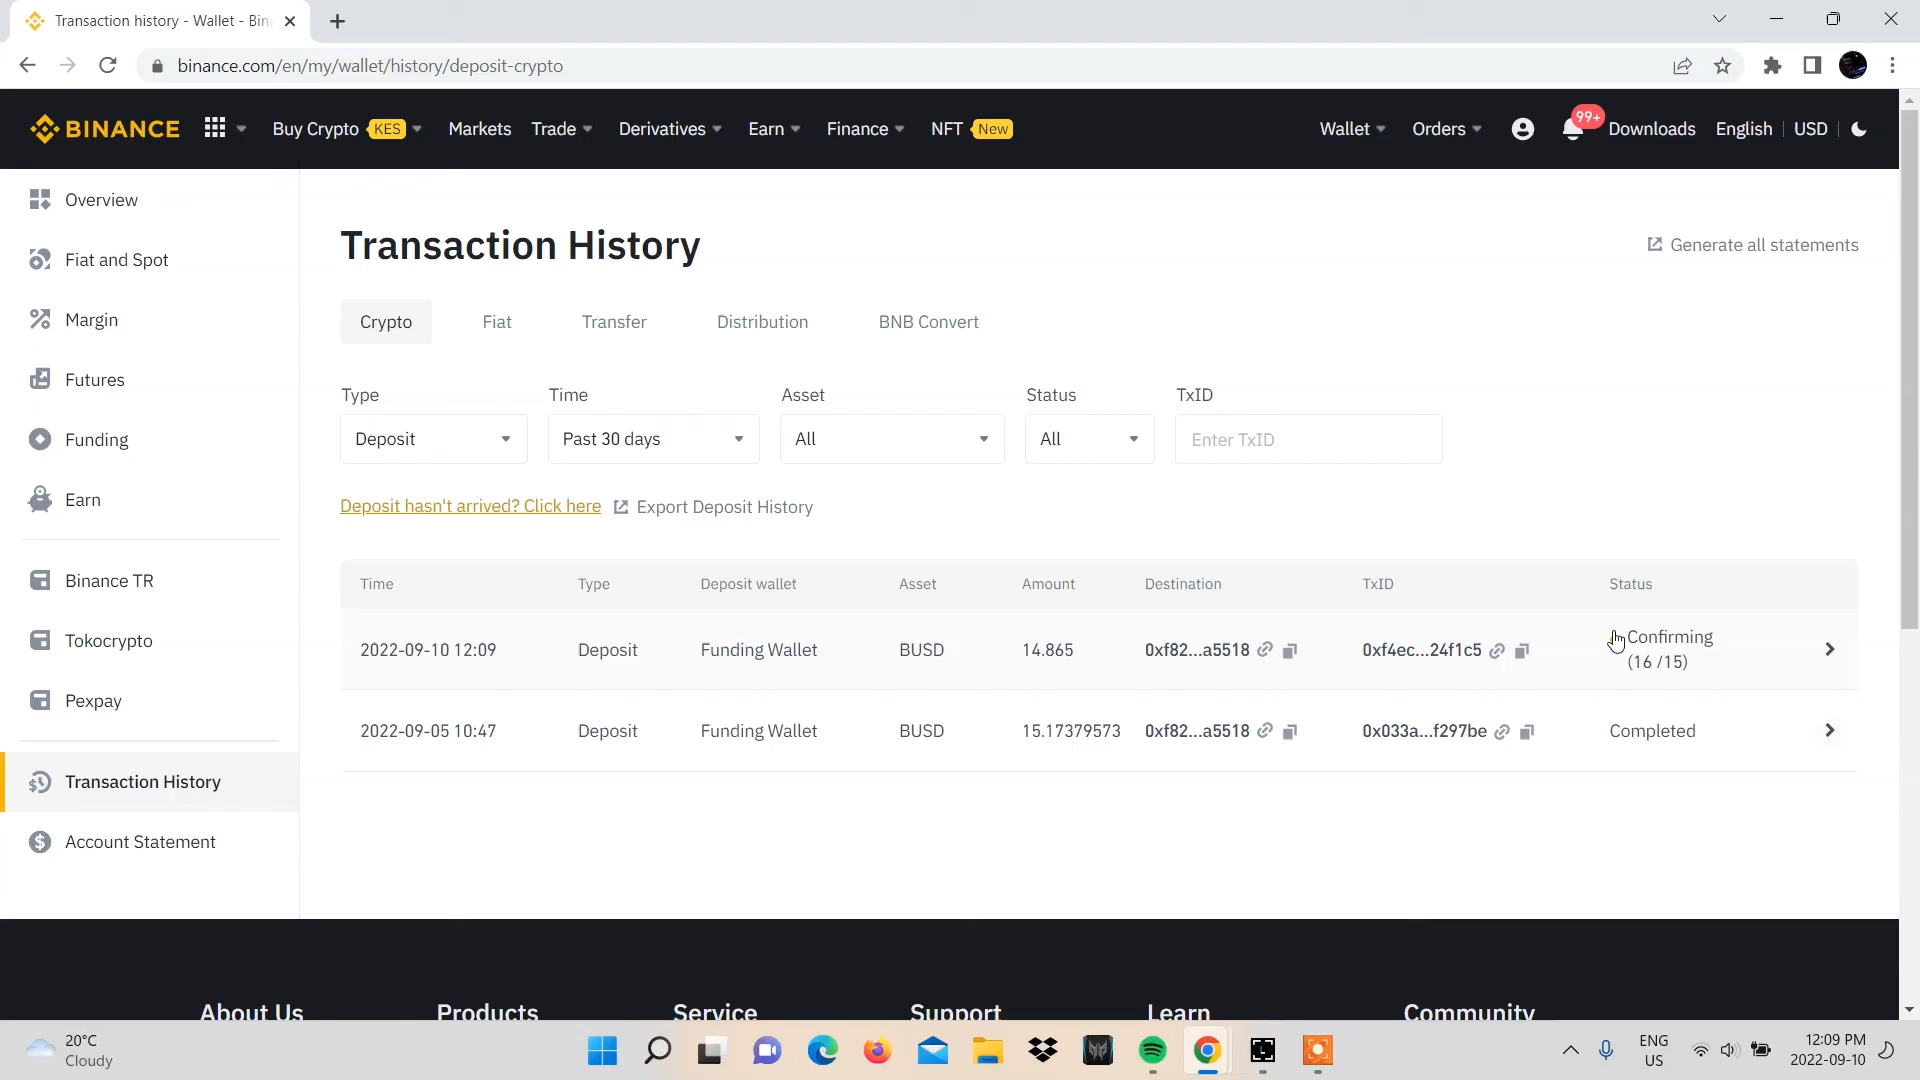 Transaction history - Wallet - Bin
binance.com/en/my/wallet/history/deposit-crypto
BINANCE Buy Crypto KES Markets Trade Derivatives Earn Finance NFT New Wallet Orders 99+ Downloads English USD
Overview
Fiat and Spot
Margin
Futures
Funding
Earn
Binance TR
Tokocrypto
Pexpay
Transaction History
Account Statement
Transaction History
Generate all statements
Crypto Fiat Transfer Distribution BNB Convert
Type Time Asset Status TxID
Deposit Past 30 days All All Enter TxID
Deposit hasn't arrived? Click here Export Deposit History
Time Type Deposit wallet Asset Amount Destination TxID Status
2022-09-10 12:09 Deposit Funding Wallet BUSD 14.865 0xf82...a5518 0xf4ec...24f1c5 Confirming
(16 /15)
2022-09-05 10:47 Deposit Funding Wallet BUSD 15.17379573 0xf82...a5518 0x033a...f297be Completed
About Us Products Service Support Learn Community
20°C
Cloudy
ENG
US
12:09 PM
2022-09-10